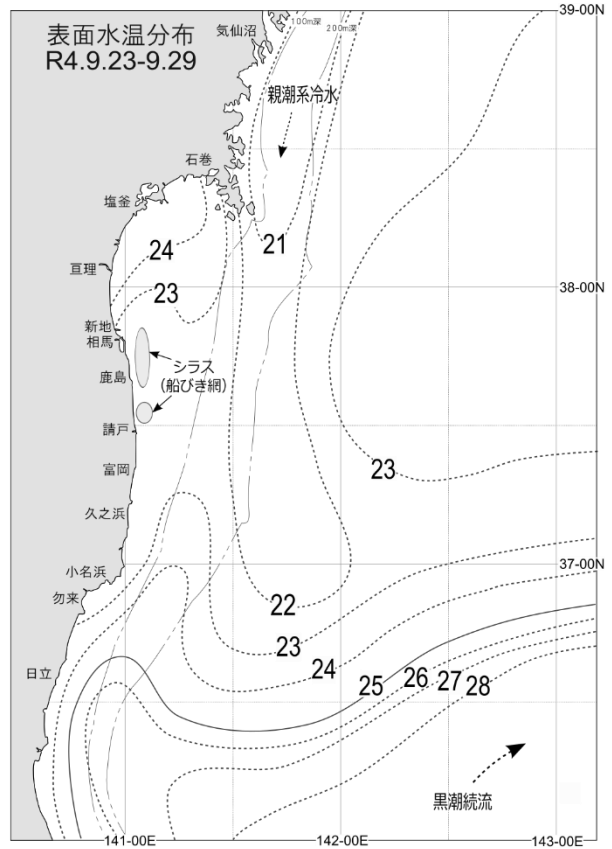 表面水温分布
R4.9.23-9.29
気仙沼
100m深
200m深
39-00N
親潮系冷水
石巻
塩釜
24
21
亘理
23
38-00N
新地
相馬
シラス
(船びき網)
鹿島
請戸
23
富岡
久之浜
37-00N
小名浜
勿来
22
23
24
日立
25
26
27
28
黒潮続流
141-00E
142-00E
143-00E